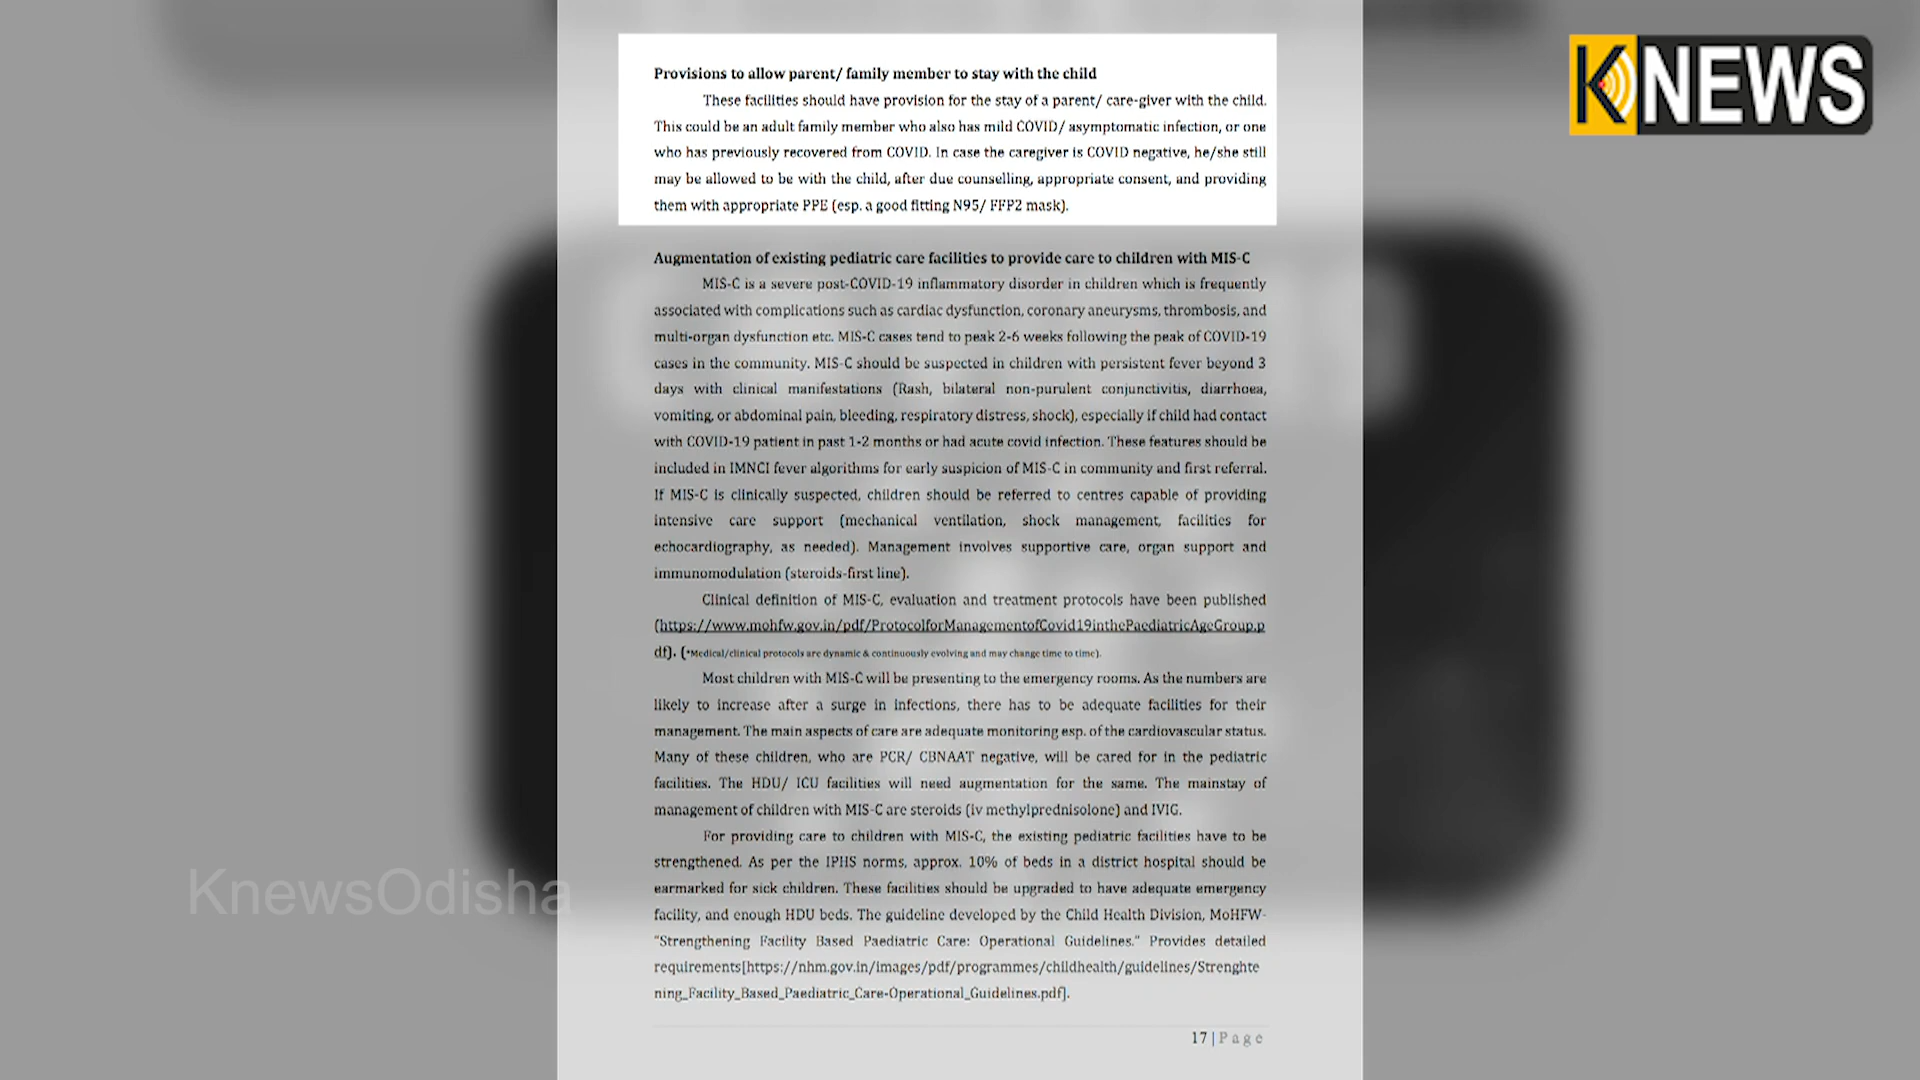 KNEWS
Provisions to allow parent/ family member to stay with the child
These facilities should have provision for the stay of a parent/ care-giver with the child.
This could be an adult family member who also has mild COVID/ asymptomatic infection, or one
who has previously recovered from COVID. In case the caregiver is COVID negative, he/she still
may be allowed to be with the child, after due counselling, appropriate consent, and providing
them with appropriate PPE (esp. a good fitting N95/ FFP2 mask).
Augmentation of existing pediatric care facilities to provide care to children with MIS-C
MIS-C is a severe post-COVID-19 inflammatory disorder in children which is frequently
associated with complications such as cardiac dysfunction, coronary aneurysms, thrombosis, and
multi-organ dysfunction etc. MIS-C cases tend to peak 2-6 weeks following the peak of COVID-19
cases in the community. MIS-C should be suspected in children with persistent fever beyond 3
days with clinical manifestations (Rash, bilateral non-purulent conjunctivitis, diarrhoea,
vomiting, or abdominal pain, bleeding, respiratory distress, shock), especially if child had contact
with COVID-19 patient in past 1-2 months or had acute covid infection. These features should be
included in IMNCI fever algorithms for early suspicion of MIS-C in community and first referral.
If MIS-C is clinically suspected, children should be referred to centres capable of providing
intensive care support (mechanical ventilation, shock management, facilities for
echocardiography, as needed). Management involves supportive care, organ support and
immunomodulation (steroids-first line).
Clinical definition of MIS-C, evaluation and treatment protocols have been published
(https://www.mohfw.gov.in/pdf/ProtocolforManagementofCovid19inthePaediatricAgeGroup.p
df). (*Medical/clinical protocols are dynamic & continuously evolving and may change time to time).
Most children with MIS-C will be presenting to the emergency rooms. As the numbers are
likely to increase after a surge in infections, there has to be adequate facilities for their
management. The main aspects of care are adequate monitoring esp. of the cardiovascular status.
Many of these children, who are PCR/ CBNAAT negative, will be cared for in the pediatric
facilities. The HDU/ ICU facilities will need augmentation for the same. The mainstay of
management of children with MIS-C are steroids (iv methylprednisolone) and IVIG.
For providing care to children with MIS-C, the existing pediatric facilities have to be
strengthened. As per the IPHS norms, approx. 10% of beds in a district hospital should be
earmarked for sick children. These facilities should be upgraded to have adequate emergency
facility, and enough HDU beds. The guideline developed by the Child Health Division, MoHFW-
"Strengthening Facility Based Paediatric Care: Operational Guidelines." Provides detailed
requirements[https://nhm.gov.in/images/pdf/programmes/childhealth/guidelines/Strenghte
ning_Facility_Based_Paediatric_Care-Operational_Guidelines.pdf].
17 | Page
KnewsOdisha